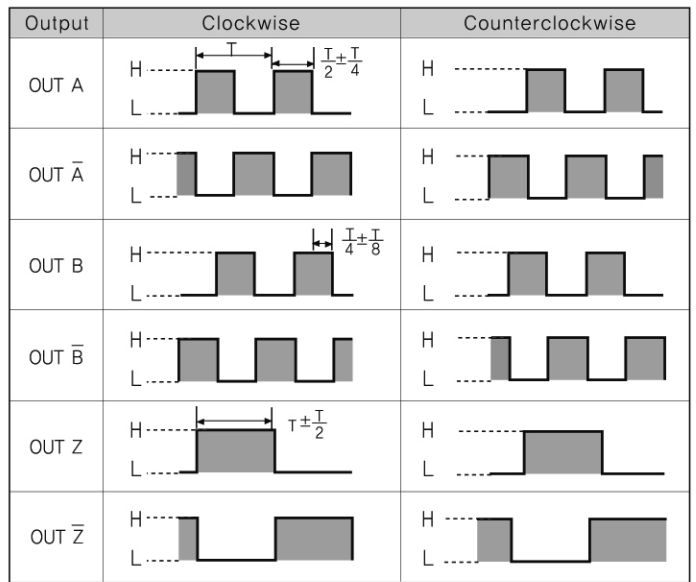 Output Clockwise Counterclockwise
OUT A H L T T/2±T/4 H L
OUT A̅ H L H L
OUT B H L T/4±T/8 H L
OUT B̅ H L H L
OUT Z H L T±T/2 H L
OUT Z̅ H L H L